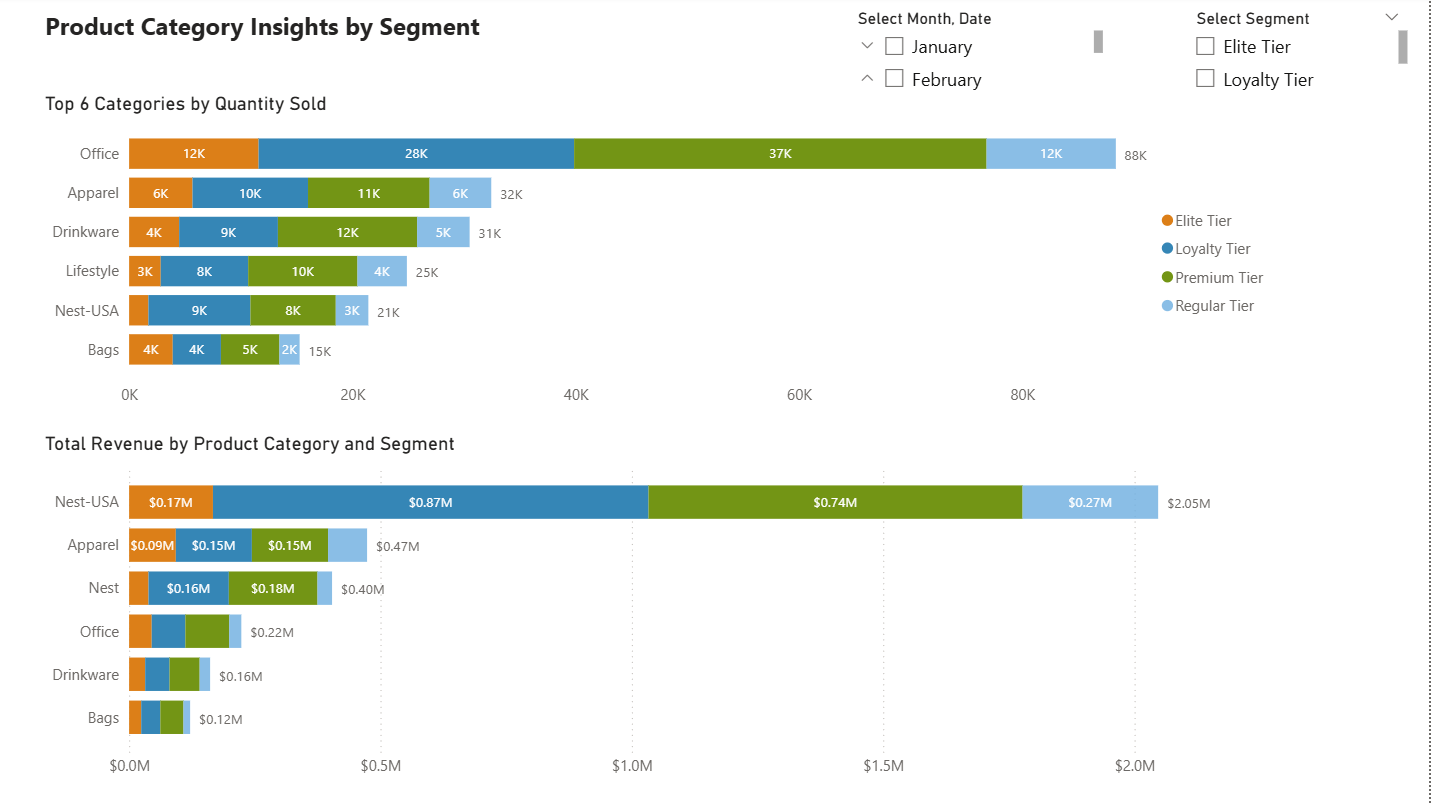 Product Category Insights by Segment
Select Month, Date
January
February
Select Segment
Elite Tier
Loyalty Tier
Top 6 Categories by Quantity Sold
Office 12K 28K 37K 12K 88K
Apparel 6K 10K 11K 6K 32K
Drinkware 4K 9K 12K 5K 31K
Lifestyle 3K 8K 10K 4K 25K
Nest-USA 9K 8K 3K 21K
Bags 4K 4K 5K 2K 15K
0K 20K 40K 60K 80K
Elite Tier
Loyalty Tier
Premium Tier
Regular Tier
Total Revenue by Product Category and Segment
Nest-USA $0.17M $0.87M $0.74M $0.27M $2.05M
Apparel $0.09M $0.15M $0.15M $0.47M
Nest $0.16M $0.18M $0.40M
Office $0.22M
Drinkware $0.16M
Bags $0.12M
$0.0M $0.5M $1.0M $1.5M $2.0M